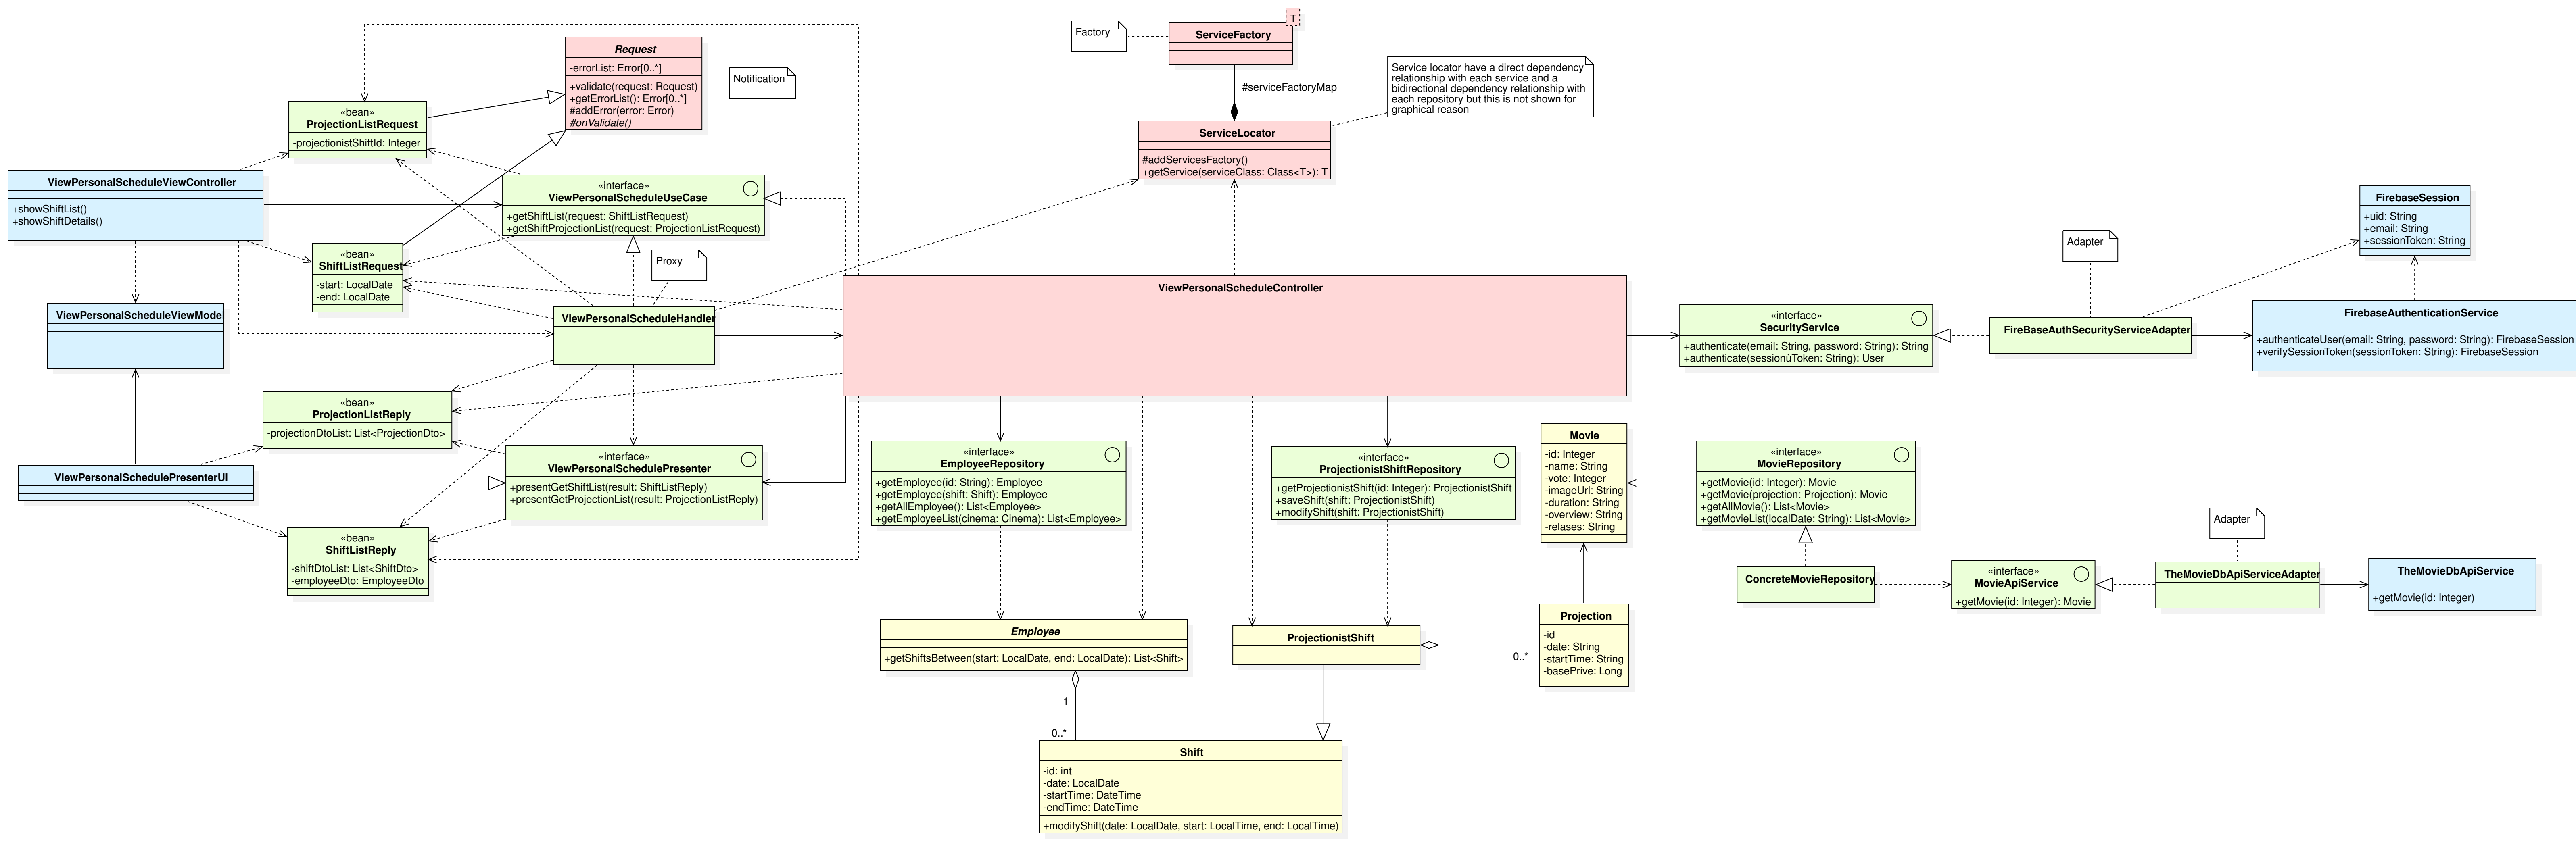 Factory
T
ServiceFactory
Request
-errorList: Error[0..*]
+validate(request: Request)
+getErrorList(): Error[0..*]
#addError(error: Error)
#onValidate()
Notification
#serviceFactoryMap
Service locator have a direct dependency
relationship with each service and a
bidirectional dependency relationship with
each repository but this is not shown for
graphical reason
«bean»
ProjectionListRequest
-projectionistShiftId: Integer
ServiceLocator
#addServicesFactory()
+getService(serviceClass: Class<T>): T
ViewPersonalScheduleViewController
+showShiftList()
+showShiftDetails()
«interface»
ViewPersonalScheduleUseCase
+getShiftList(request: ShiftListRequest)
+getShiftProjectionList(request: ProjectionListRequest)
FirebaseSession
+uid: String
+email: String
+sessionToken: String
«bean»
ShiftListRequest
-start: LocalDate
-end: LocalDate
Proxy
Adapter
ViewPersonalScheduleViewModel
ViewPersonalScheduleHandler
ViewPersonalScheduleController
«interface»
SecurityService
+authenticate(email: String, password: String): String
+authenticate(sessionùToken: String): User
FireBaseAuthSecurityServiceAdapter
FirebaseAuthenticationService
+authenticateUser(email: String, password: String): FirebaseSession
+verifySessionToken(sessionToken: String): FirebaseSession
«bean»
ProjectionListReply
-projectionDtoList: List<ProjectionDto>
ViewPersonalSchedulePresenterUi
«interface»
ViewPersonalSchedulePresenter
+presentGetShiftList(result: ShiftListReply)
+presentGetProjectionList(result: ProjectionListReply)
«interface»
EmployeeRepository
+getEmployee(id: String): Employee
+getEmployee(shift: Shift): Employee
+getAllEmployee(): List<Employee>
+getEmployeeList(cinema: Cinema): List<Employee>
«interface»
ProjectionistShiftRepository
+getProjectionistShift(id: Integer): ProjectionistShift
+saveShift(shift: ProjectionistShift)
+modifyShift(shift: ProjectionistShift)
Movie
-id: Integer
-name: String
-vote: Integer
-imageUrl: String
-duration: String
-overview: String
-relases: String
«interface»
MovieRepository
+getMovie(id: Integer): Movie
+getMovie(projection: Projection): Movie
+getAllMovie(): List<Movie>
+getMovieList(localDate: String): List<Movie>
Adapter
«bean»
ShiftListReply
-shiftDtoList: List<ShiftDto>
-employeeDto: EmployeeDto
ConcreteMovieRepository
«interface»
MovieApiService
+getMovie(id: Integer): Movie
TheMovieDbApiServiceAdapter
TheMovieDbApiService
+getMovie(id: Integer)
Employee
+getShiftsBetween(start: LocalDate, end: LocalDate): List<Shift>
ProjectionistShift
0..*
Projection
-id
-date: String
-startTime: String
-basePrive: Long
1
0..*
Shift
-id: int
-date: LocalDate
-startTime: DateTime
-endTime: DateTime
+modifyShift(date: LocalDate, start: LocalTime, end: LocalTime)